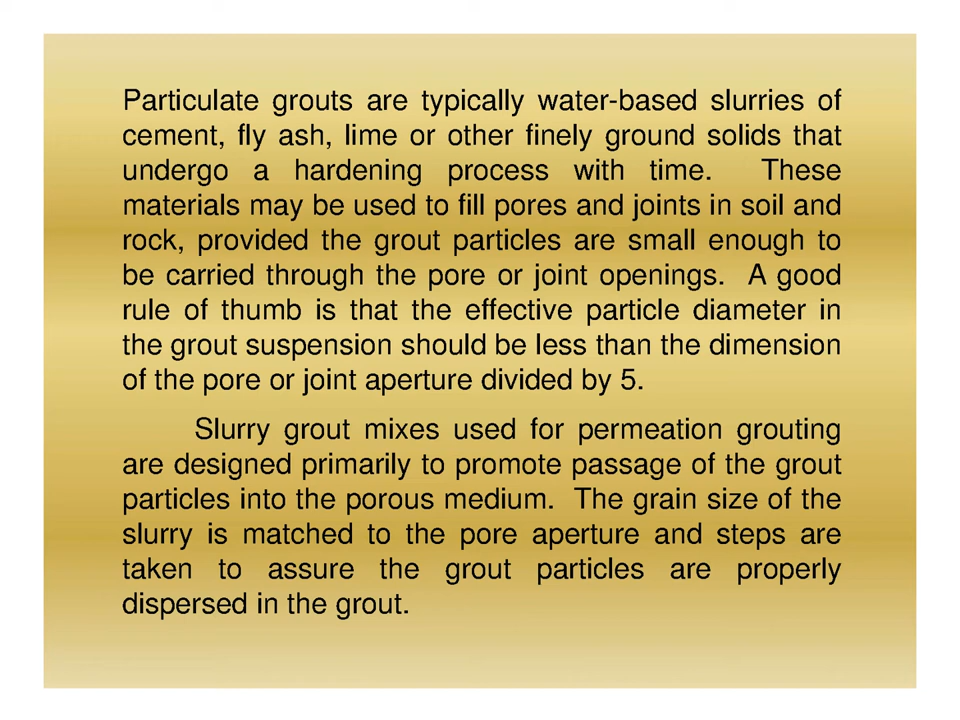 Particulate grouts are typically water-based slurries of
cement, fly ash, lime or other finely ground solids that
undergo a hardening process with time. These
materials may be used to fill pores and joints in soil and
rock, provided the grout particles are small enough to
be carried through the pore or joint openings. A good
rule of thumb is that the effective particle diameter in
the grout suspension should be less than the dimension
of the pore or joint aperture divided by 5.
Slurry grout mixes used for permeation grouting
are designed primarily to promote passage of the grout
particles into the porous medium. The grain size of the
slurry is matched to the pore aperture and steps are
taken to assure the grout particles are properly
dispersed in the grout.